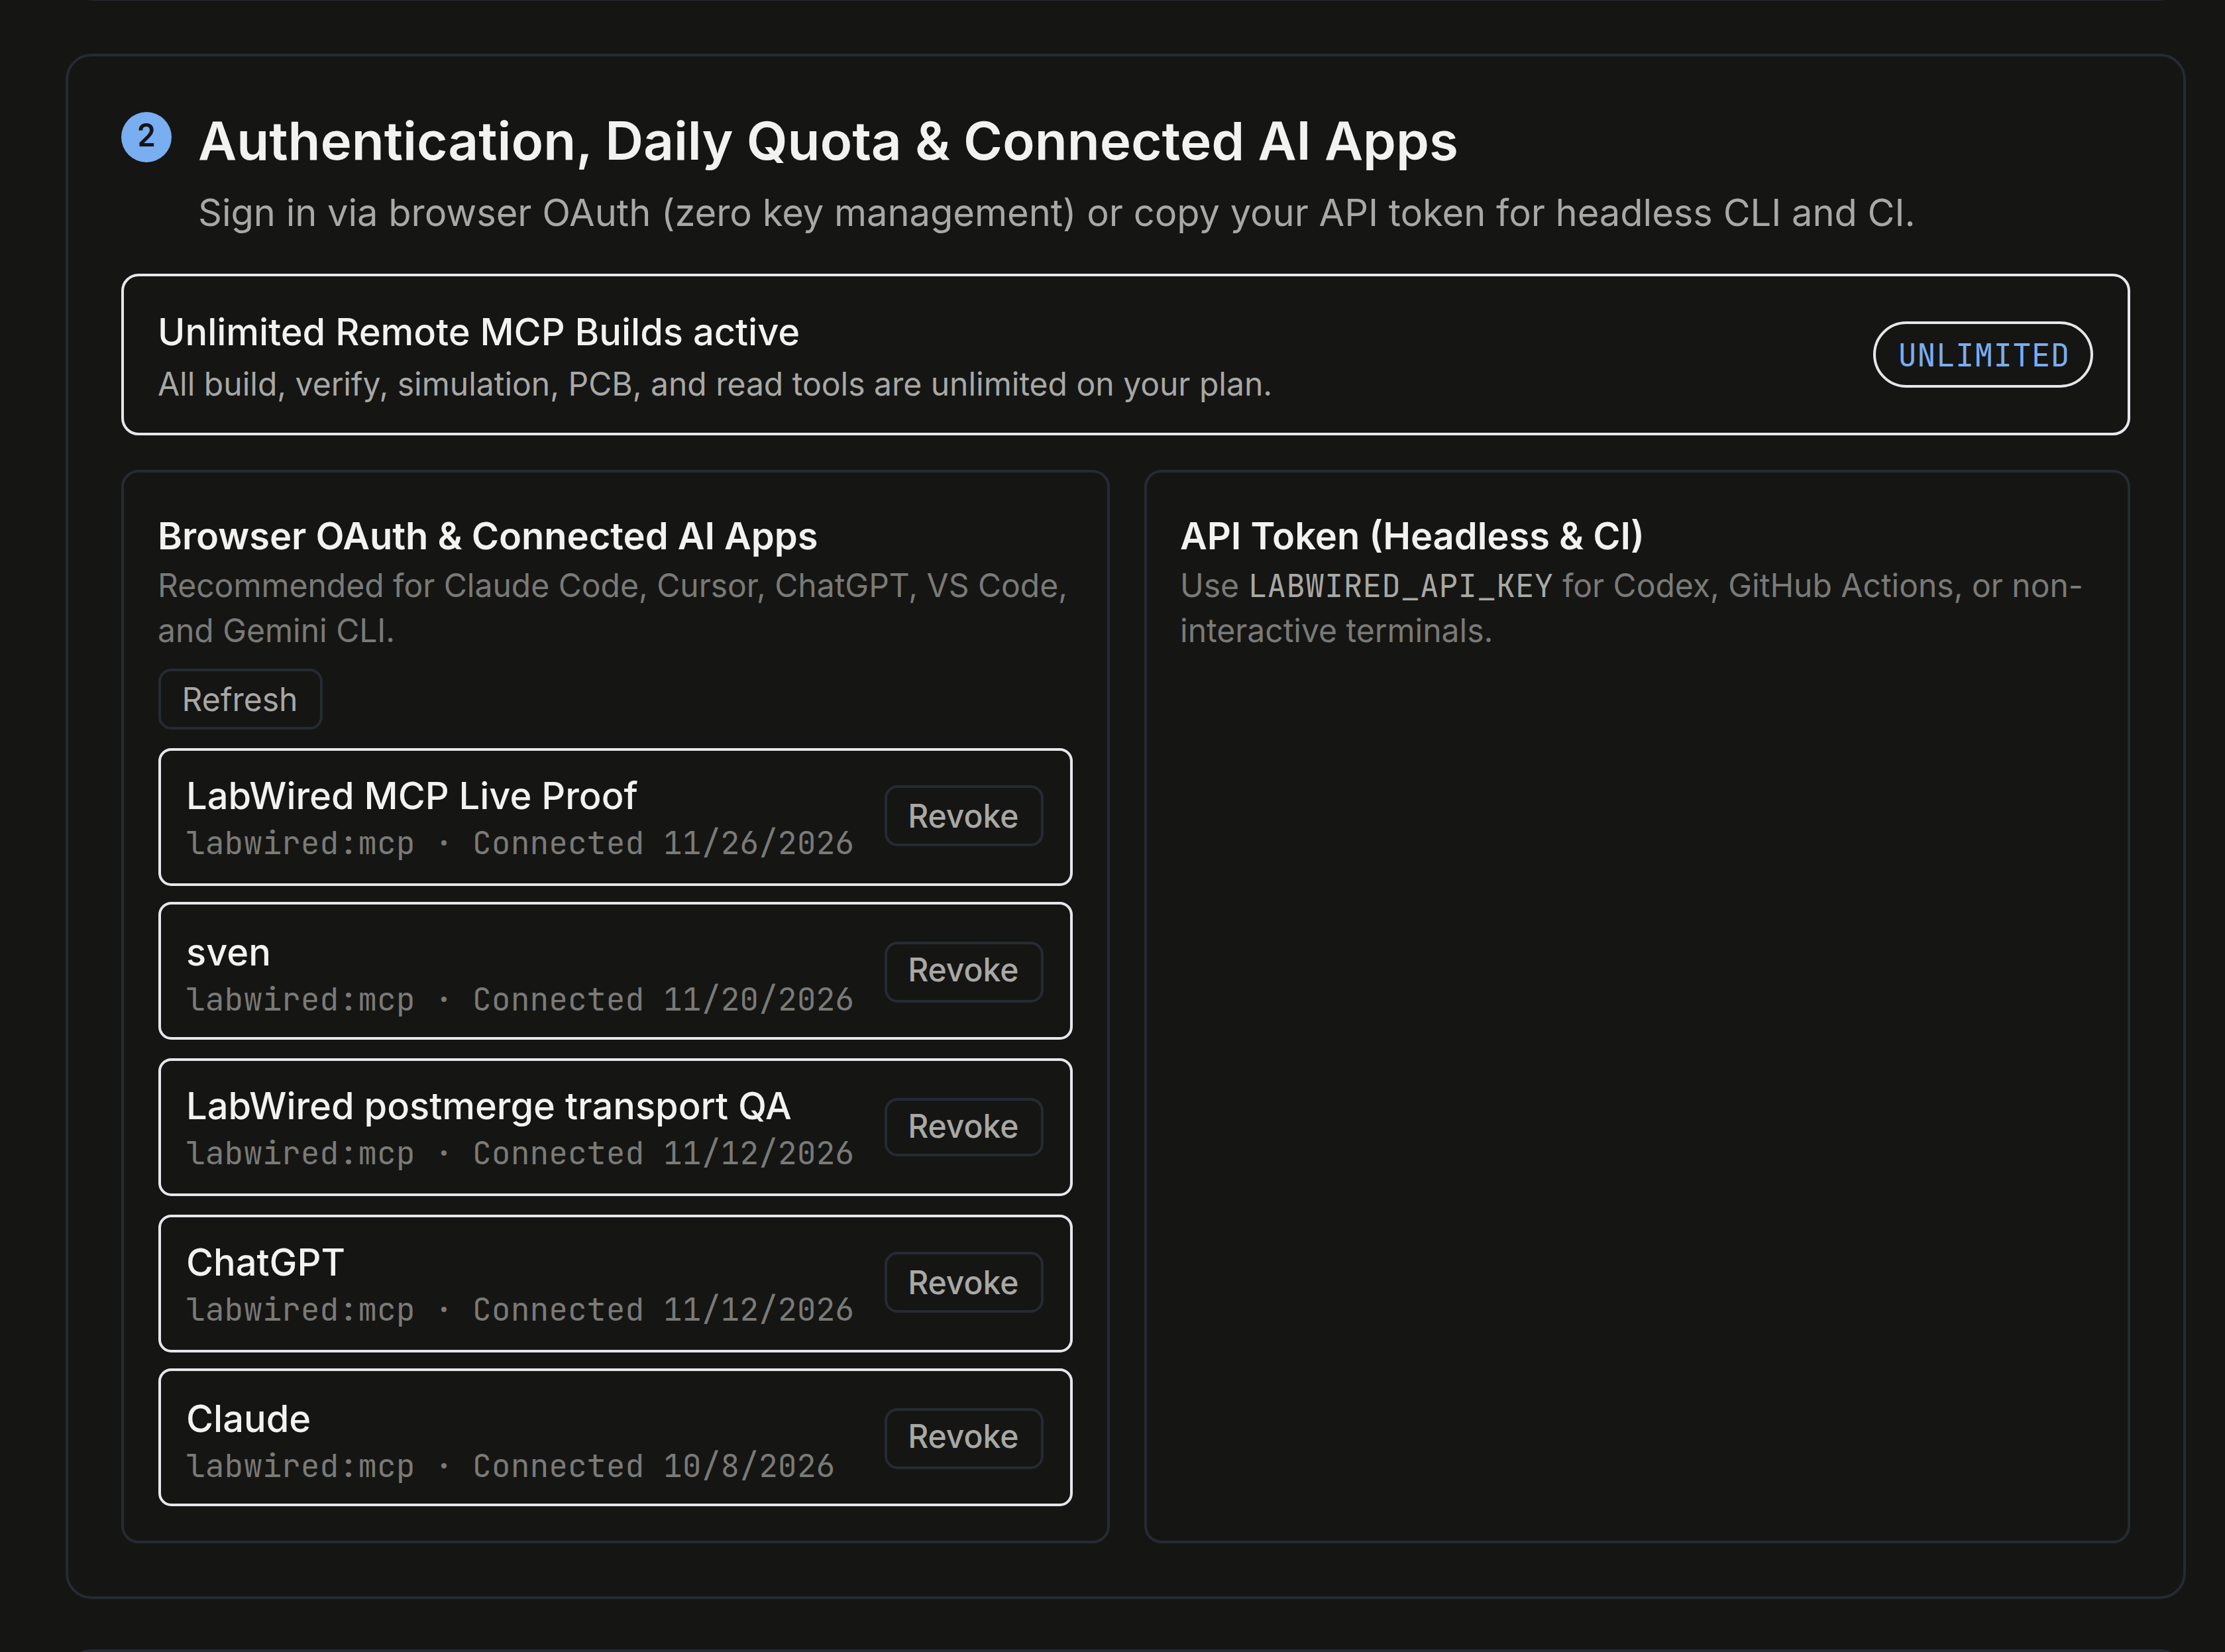 2
Authentication, Daily Quota & Connected AI Apps
Sign in via browser OAuth (zero key management) or copy your API token for headless CLI and CI.
Unlimited Remote MCP Builds active
All build, verify, simulation, PCB, and read tools are unlimited on your plan.
UNLIMITED
Browser OAuth & Connected AI Apps
Recommended for Claude Code, Cursor, ChatGPT, VS Code,
and Gemini CLI.
Refresh
LabWired MCP Live Proof
labwired:mcp · Connected 11/26/2026
Revoke
sven
labwired:mcp · Connected 11/20/2026
Revoke
LabWired postmerge transport QA
labwired:mcp · Connected 11/12/2026
Revoke
ChatGPT
labwired:mcp · Connected 11/12/2026
Revoke
Claude
labwired:mcp · Connected 10/8/2026
Revoke
API Token (Headless & CI)
Use LABWIRED_API_KEY for Codex, GitHub Actions, or non-
interactive terminals.